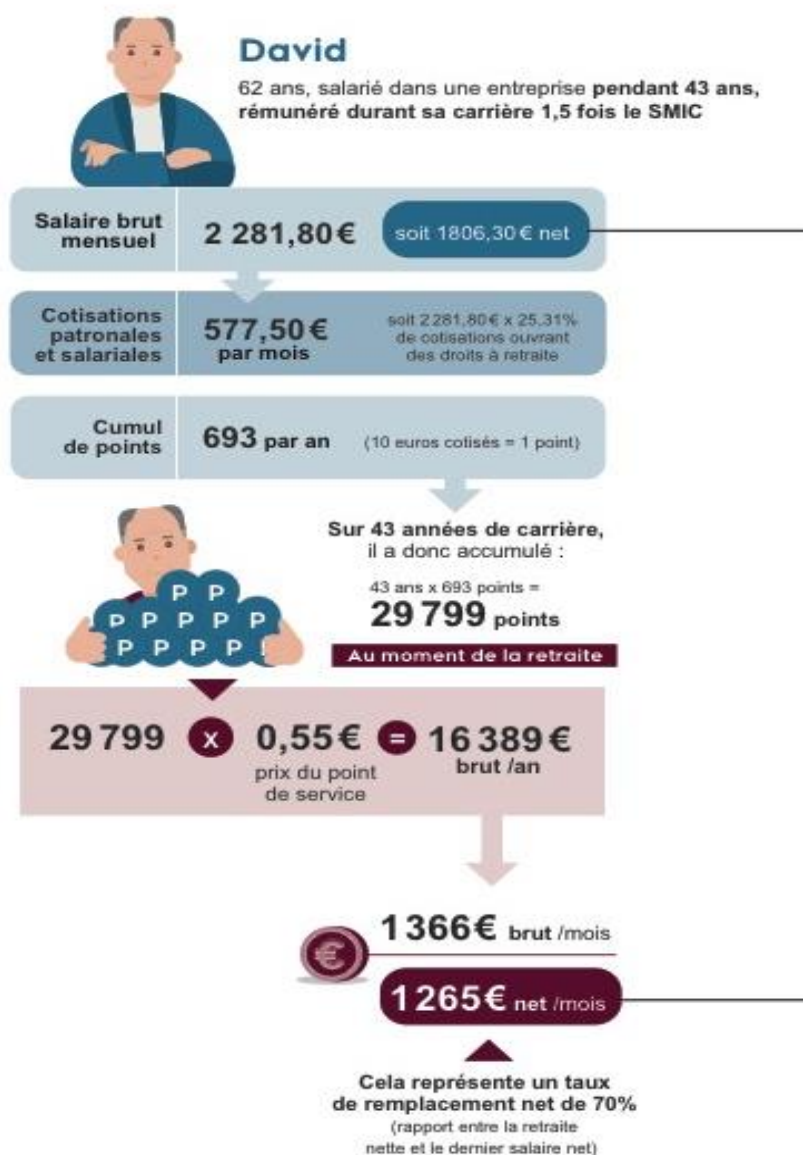 David
62 ans, salarié dans une entreprise pendant 43 ans,
rémunéré durant sa carrière 1,5 fois le SMIC
Salaire brut
mensuel
2 281,80€
soit 1806,30 € net
Cotisations
patronales
et salariales
577,50€
par mois
soit 2281,80€ x 25,31%
de cotisations ouvrant
des droits à retraite
Cumul
de points
693 par an
(10 euros cotisés = 1 point)
Sur 43 années de carrière,
il a donc accumulé :
43 ans x 693 points =
29 799 points
P P
P P P P P
P P P P
Au moment de la retraite
29 799 x 0,55€ = 16 389€
prix du point
de service
brut /an
1 366€ brut /mois
€
1 265€ net /mois
Cela représente un taux
de remplacement net de 70%
(rapport entre la retraite
nette et le dernier salaire net)